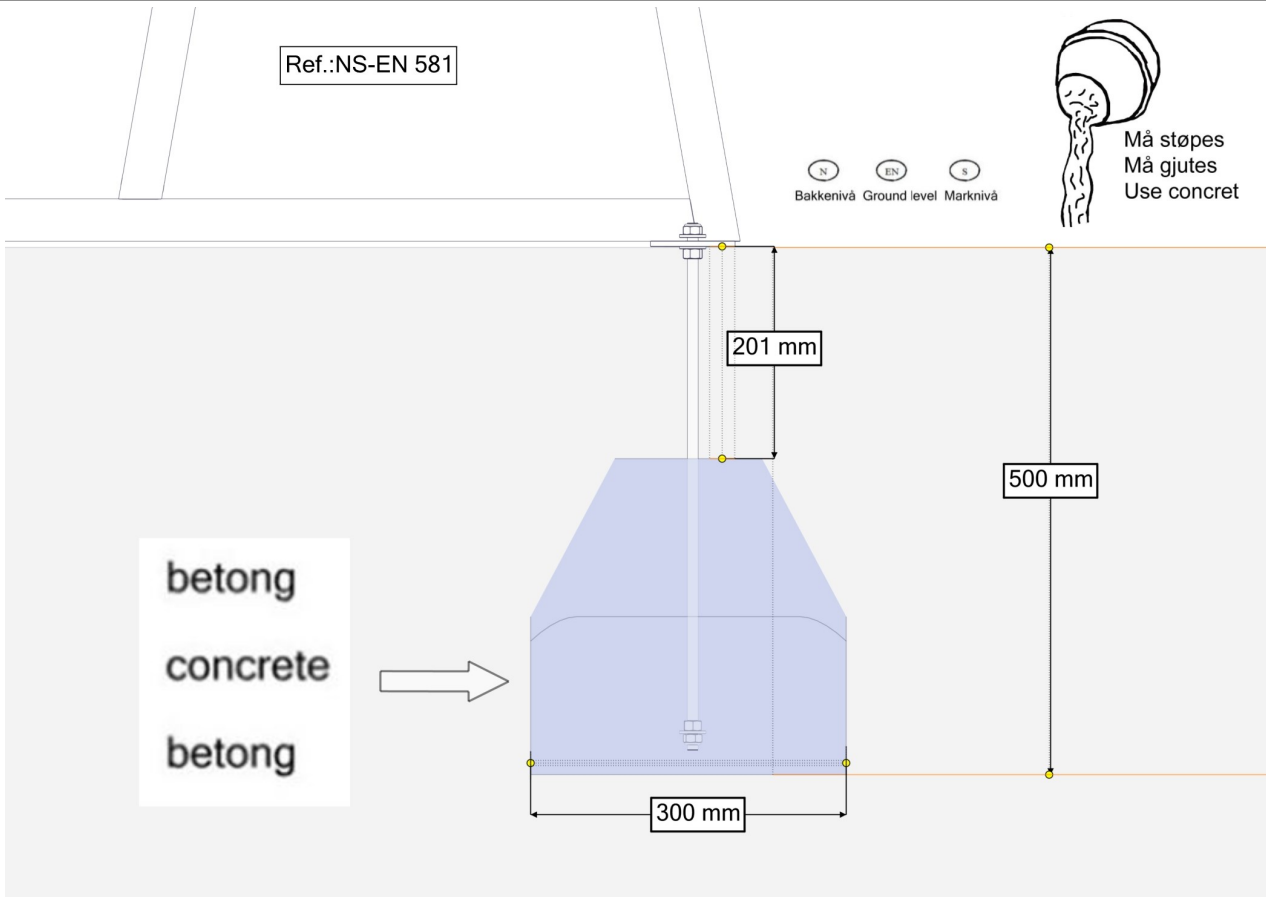 Ref.:NS-EN 581
Må støpes
Må gjutes
Use concret
N EN S
Bakkenivå Ground level Marknivå
201 mm
500 mm
betong
concrete
betong
300 mm